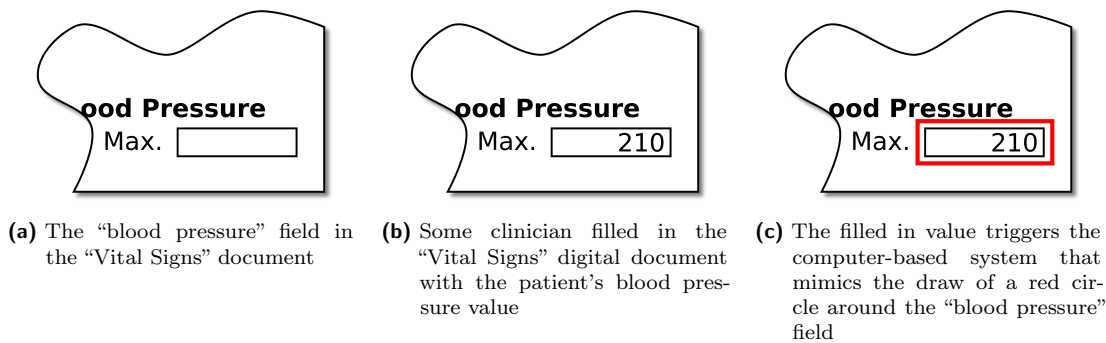 ood Pressure
Max.
ood Pressure
Max. 210
ood Pressure
Max. 210
(a) The “blood pressure” field in
the “Vital Signs” document
(b) Some clinician filled in the
“Vital Signs” digital document
with the patient’s blood pres-
sure value
(c) The filled in value triggers the
computer-based system that
mimics the draw of a red cir-
cle around the “blood pressure”
field